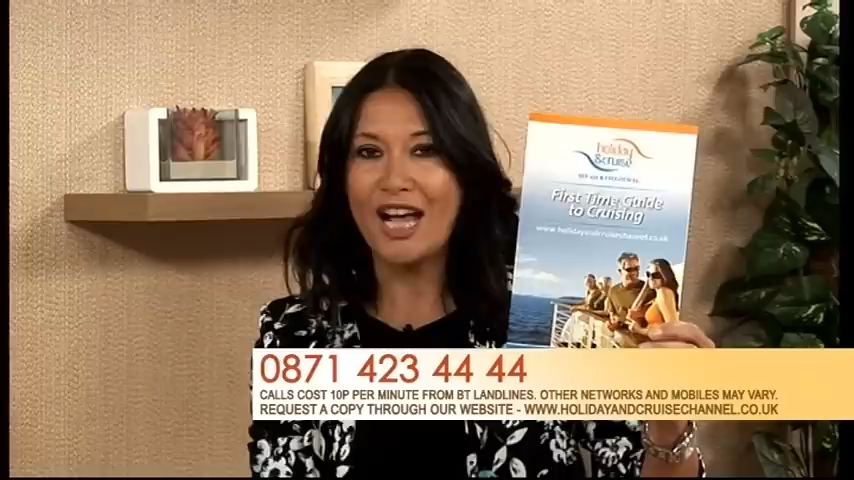 holiday
&cruise
First Time Guide
to Cruising
www.holidayandcruisechannel.co.uk
0871 423 44 44
CALLS COST 10P PER MINUTE FROM BT LANDLINES. OTHER NETWORKS AND MOBILES MAY VARY.
REQUEST A COPY THROUGH OUR WEBSITE - WWW.HOLIDAYANDCRUISECHANNEL.CO.UK